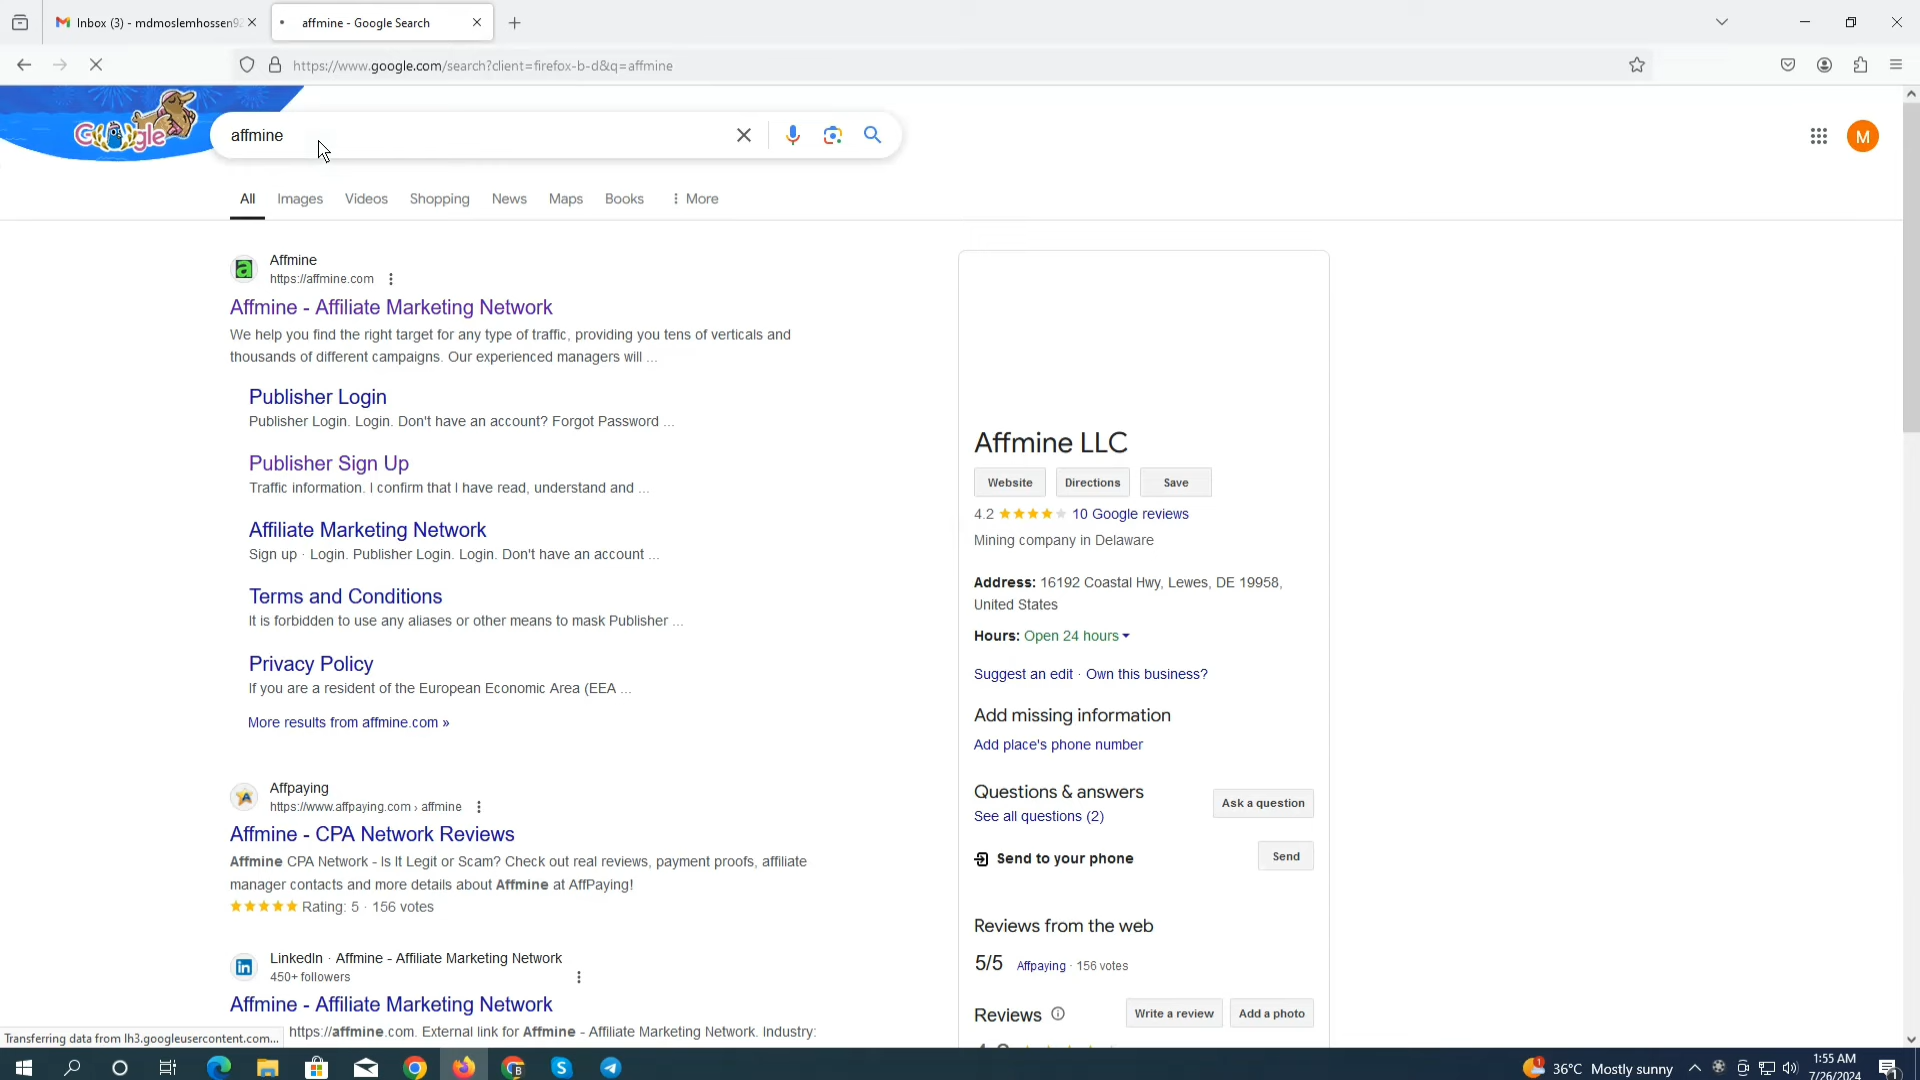 Inbox (3) - mdmoslemhossen92
affmine - Google Search
https://www.google.com/search?client=firefox-b-d&q=affmine
Google
affmine
M
All Images Videos Shopping News Maps Books More
Affmine
https://affmine.com
Affmine - Affiliate Marketing Network
We help you find the right target for any type of traffic, providing you tens of verticals and
thousands of different campaigns. Our experienced managers will ...
Publisher Login
Publisher Login. Login. Don't have an account? Forgot Password ...
Publisher Sign Up
Traffic information. I confirm that I have read, understand and ...
Affiliate Marketing Network
Sign up · Login. Publisher Login. Login. Don't have an account ...
Terms and Conditions
It is forbidden to use any aliases or other means to mask Publisher ...
Privacy Policy
If you are a resident of the European Economic Area (EEA ...
More results from affmine.com »
Affpaying
https://www.affpaying.com › affmine
Affmine - CPA Network Reviews
Affmine CPA Network - Is It Legit or Scam? Check out real reviews, payment proofs, affiliate
manager contacts and more details about Affmine at AffPaying!
Rating: 5 · 156 votes
LinkedIn · Affmine - Affiliate Marketing Network
450+ followers
Affmine - Affiliate Marketing Network
https://affmine.com. External link for Affmine - Affiliate Marketing Network. Industry:
Affmine LLC
Website Directions Save
4.2 10 Google reviews
Mining company in Delaware
Address: 16192 Coastal Hwy, Lewes, DE 19958,
United States
Hours: Open 24 hours
Suggest an edit · Own this business?
Add missing information
Add place's phone number
Questions & answers
See all questions (2)
Ask a question
Send to your phone
Send
Reviews from the web
5/5 Affpaying · 156 votes
Reviews
Write a review
Add a photo
Transferring data from lh3.googleusercontent.com...
36°C Mostly sunny
1:55 AM
7/26/2024